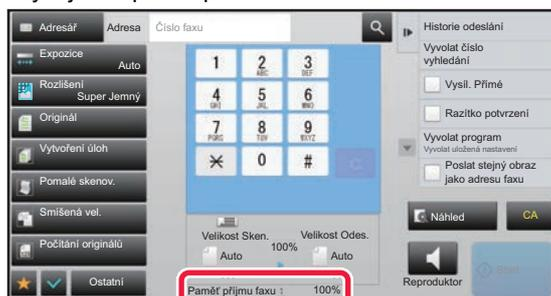 Adresář
Adresa
Číslo faxu
Historie odeslání
Vyvolat číslo
vyhledání
Expozice
Auto
Rozlišení
Super Jemný
Originál
Vytvoření úloh
Pomalé skenov.
Smíšená vel.
Počítání originálů
Ostatní
1
2 ABC
3 DEF
4 GHI
5 JKL
6 MNO
7 PQRS
8 TUV
9 WXYZ
0
#
C
Velikost Sken.
100%
Velikost Odes.
Auto
Auto
Paměť příjmu faxu : 100%
Vysíl. Přímé
Razítko potvrzení
Vyvolat program
Vyvolat uložená nastavení
Poslat stejný obraz
jako adresu faxu
Náhled
CA
Reproduktor
Start